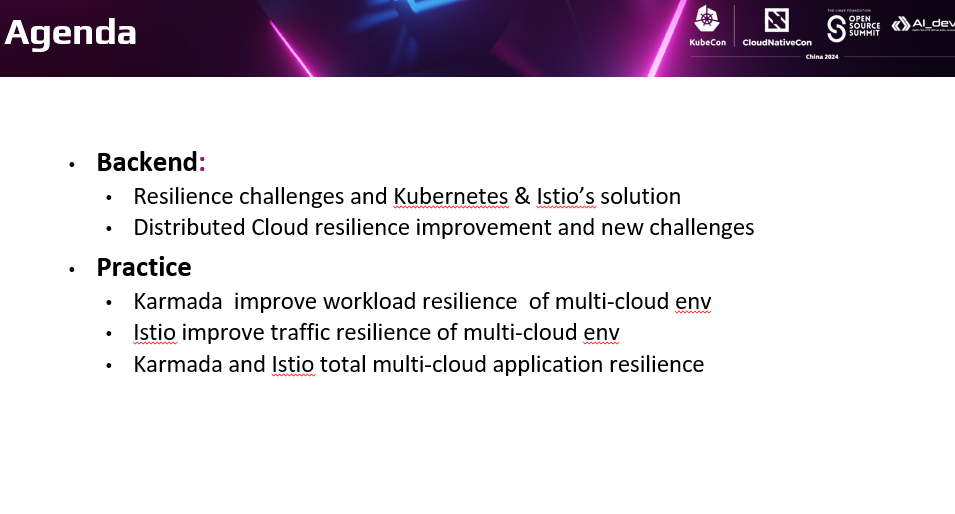 Agenda
KubeCon
CloudNativeCon
THE LINUX FOUNDATION
OPEN
SOURCE
SUMMIT
AI_dev
China 2024
• Backend:
• Resilience challenges and Kubernetes & Istio’s solution
• Distributed Cloud resilience improvement and new challenges
• Practice
• Karmada  improve workload resilience  of multi-cloud env
• Istio improve traffic resilience of multi-cloud env
• Karmada and Istio total multi-cloud application resilience